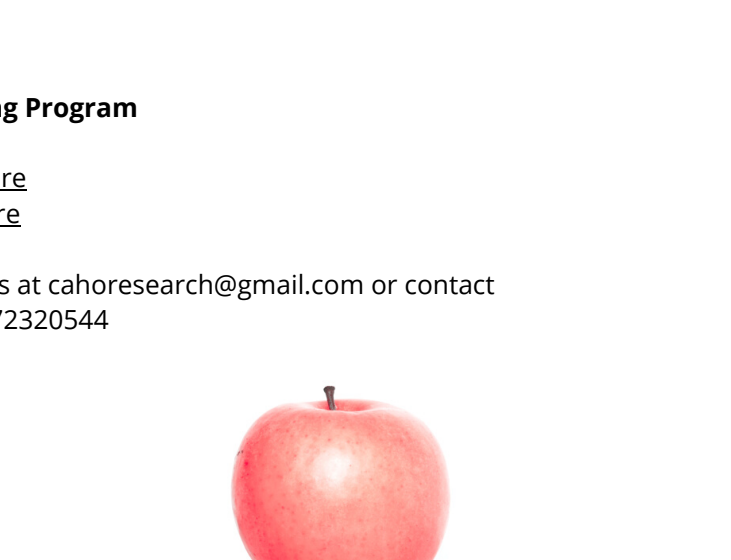 g Program
re
re
s at cahoresearch@gmail.com or contact
72320544